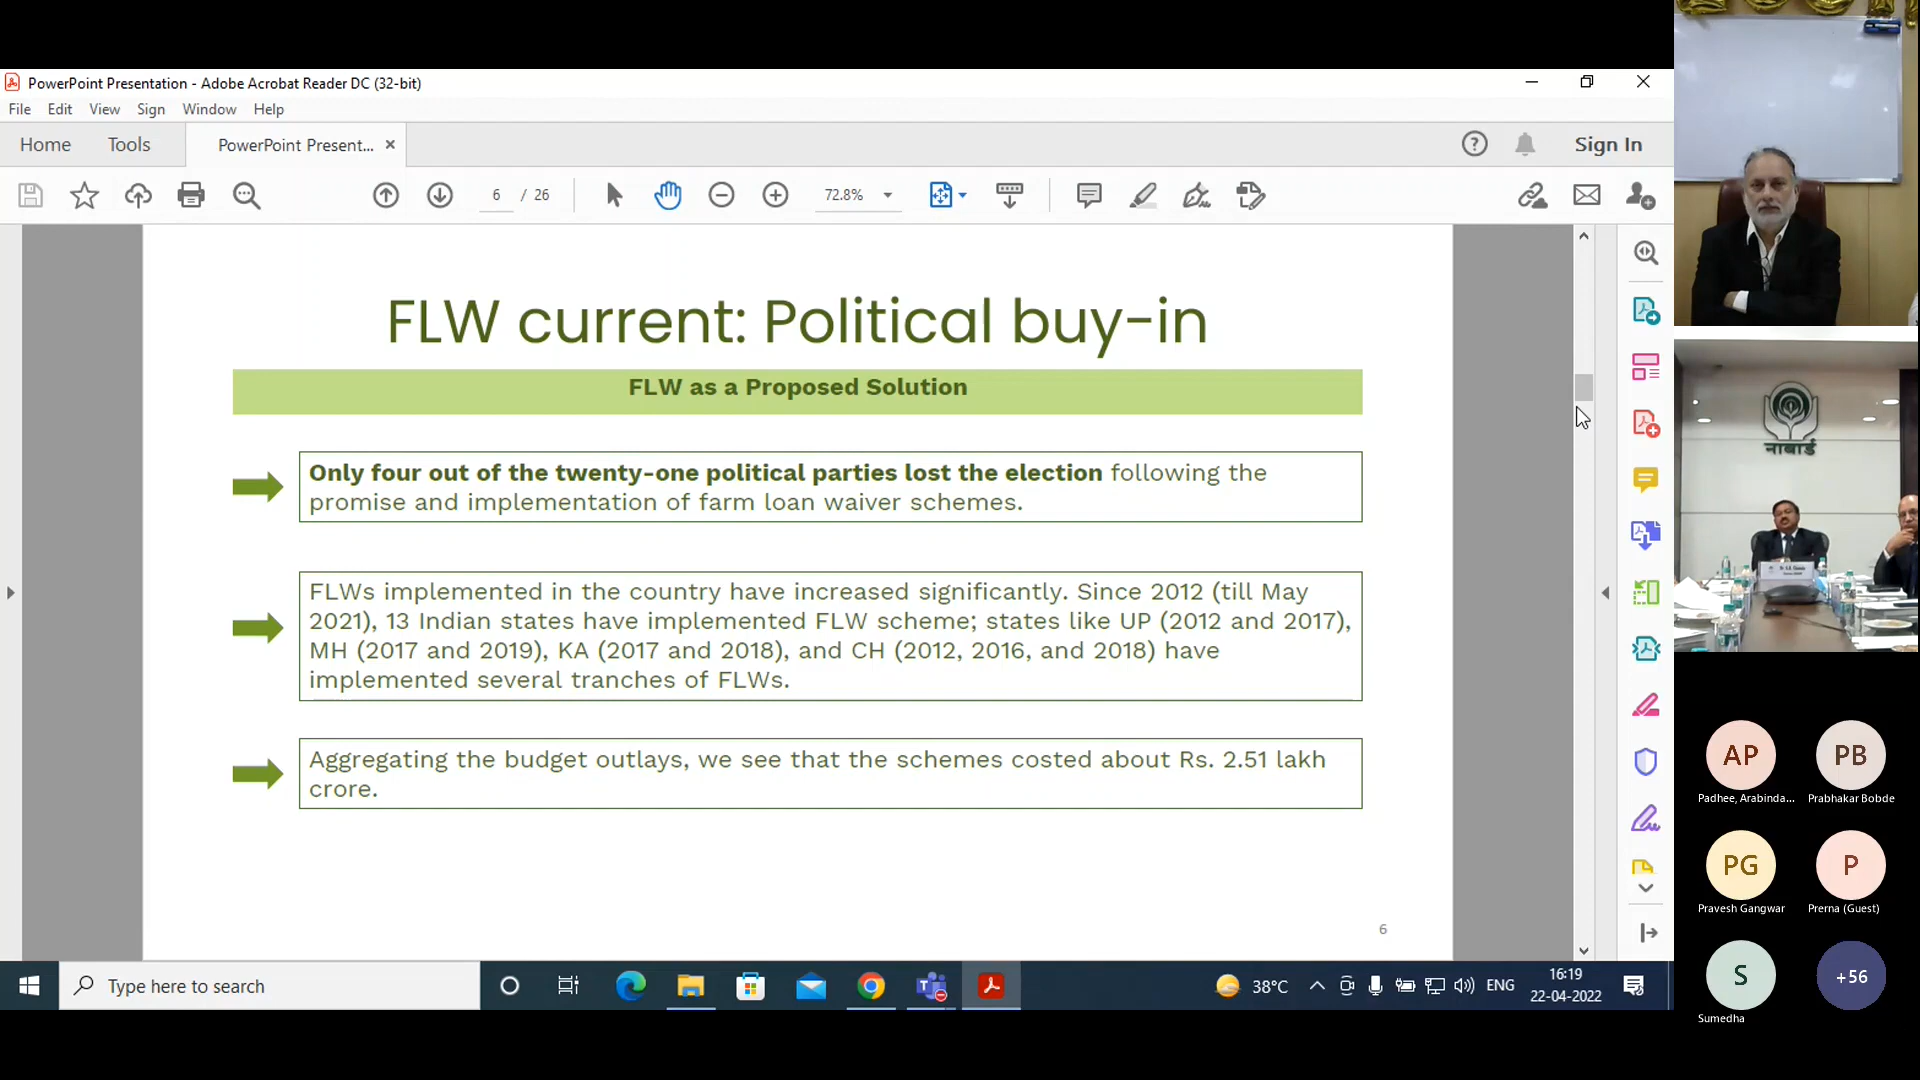 PowerPoint Presentation - Adobe Acrobat Reader DC (32-bit)
File Edit View Sign Window Help
Home Tools PowerPoint Present... Sign In
6 / 26 72.8%
FLW current: Political buy-in
FLW as a Proposed Solution
Only four out of the twenty-one political parties lost the election following the
promise and implementation of farm loan waiver schemes.
FLWs implemented in the country have increased significantly. Since 2012 (till May
2021), 13 Indian states have implemented FLW scheme; states like UP (2012 and 2017),
MH (2017 and 2019), KA (2017 and 2018), and CH (2012, 2016, and 2018) have
implemented several tranches of FLWs.
Aggregating the budget outlays, we see that the schemes costed about Rs. 2.51 lakh
crore.
6
Type here to search
38°C
ENG
16:19
22-04-2022
नाबार्ड
AP
Padhee, Arabinda...
PB
Prabhakar Bobde
PG
Pravesh Gangwar
P
Prerna (Guest)
S
Sumedha
+56